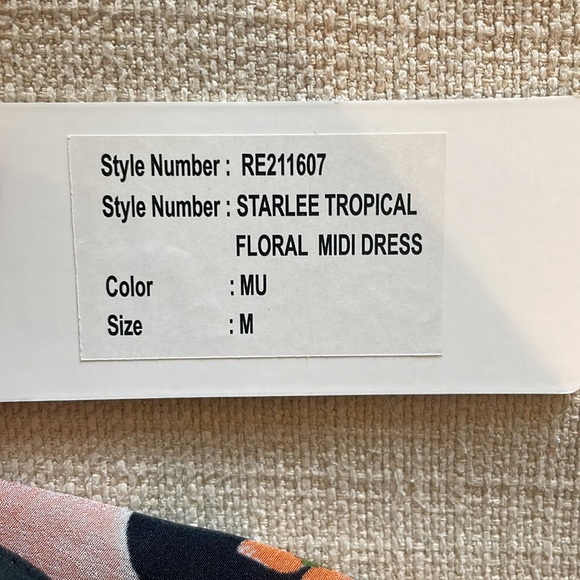 Style Number : RE211607
Style Number : STARLEE TROPICAL
FLORAL MIDI DRESS
Color : MU
Size : M